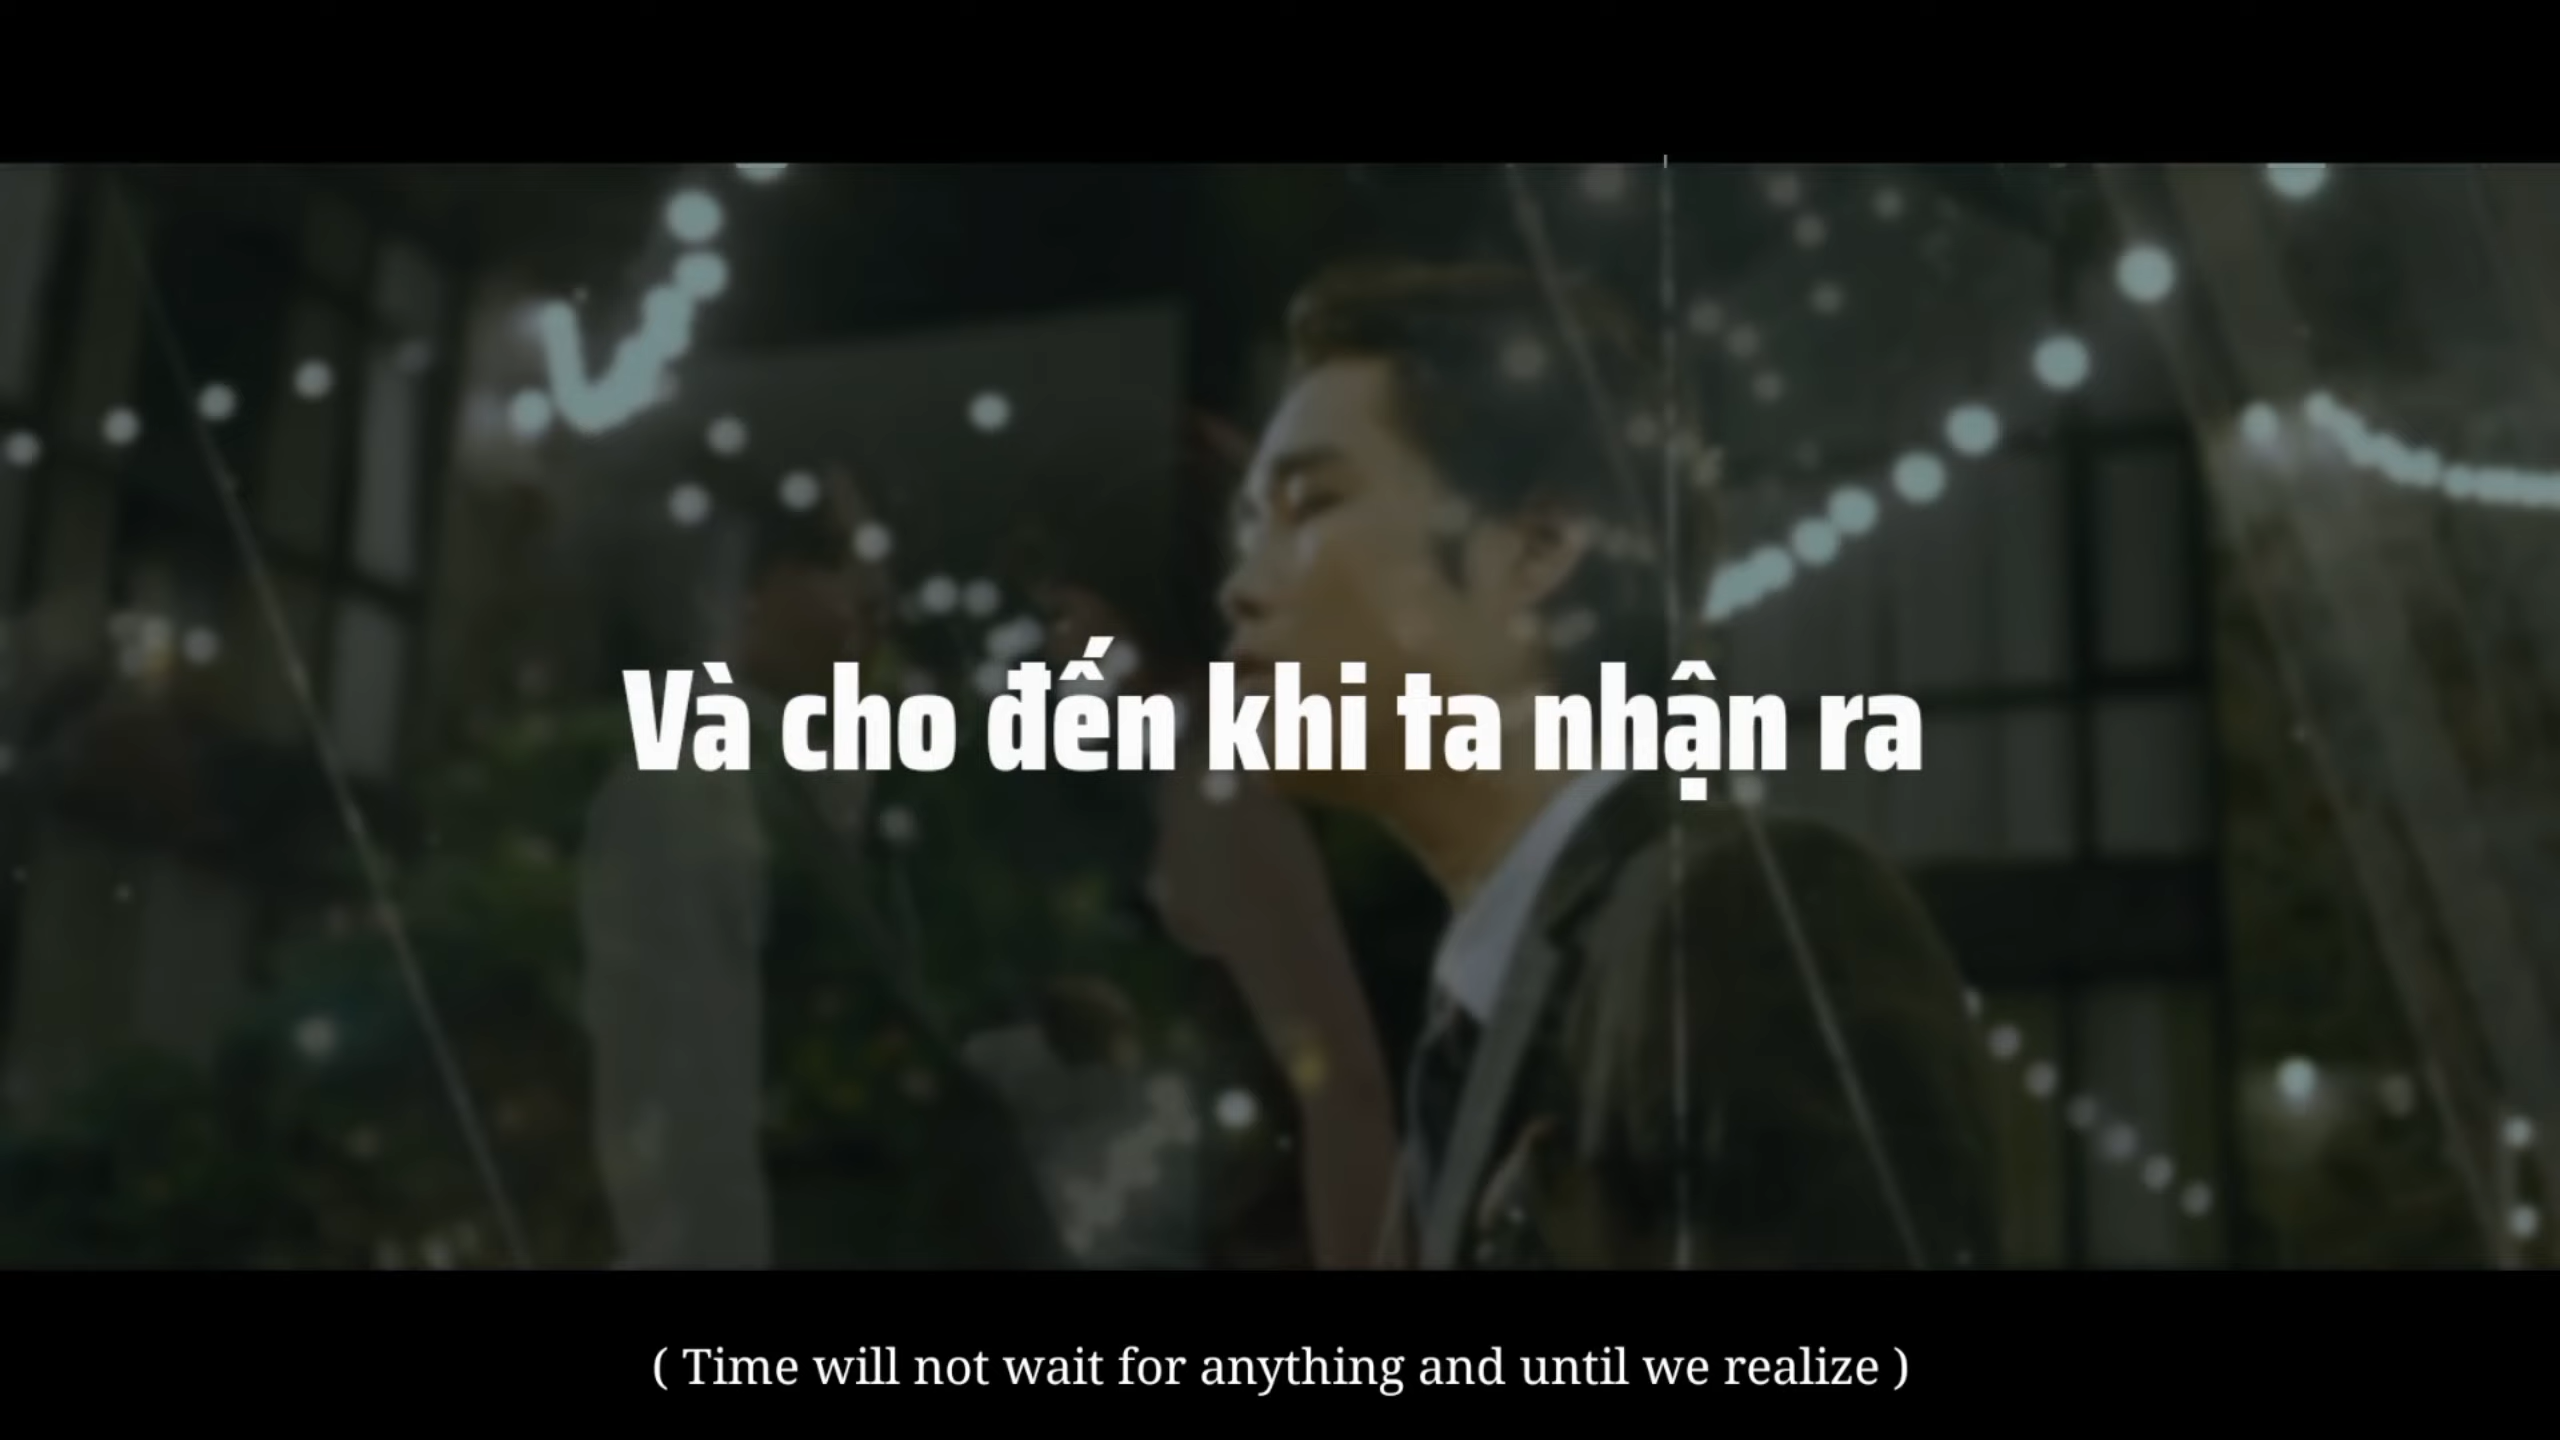 Và cho đến khi ta nhận ra
( Time will not wait for anything and until we realize )